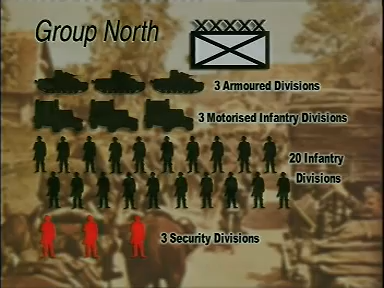 Group North
XXXXX
3 Armoured Divisions
3 Motorised Infantry Divisions
20 Infantry
Divisions
3 Security Divisions